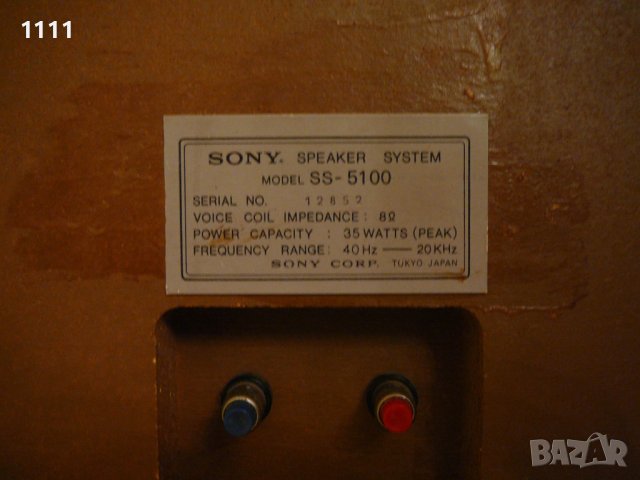 1111
SONY. SPEAKER SYSTEM
MODEL SS-5100
SERIAL NO. 12852
VOICE COIL IMPEDANCE: 8Ω
POWER CAPACITY : 35 WATTS (PEAK)
FREQUENCY RANGE: 40Hz — 20KHz
SONY CORP. TOKYO JAPAN
BAZAR